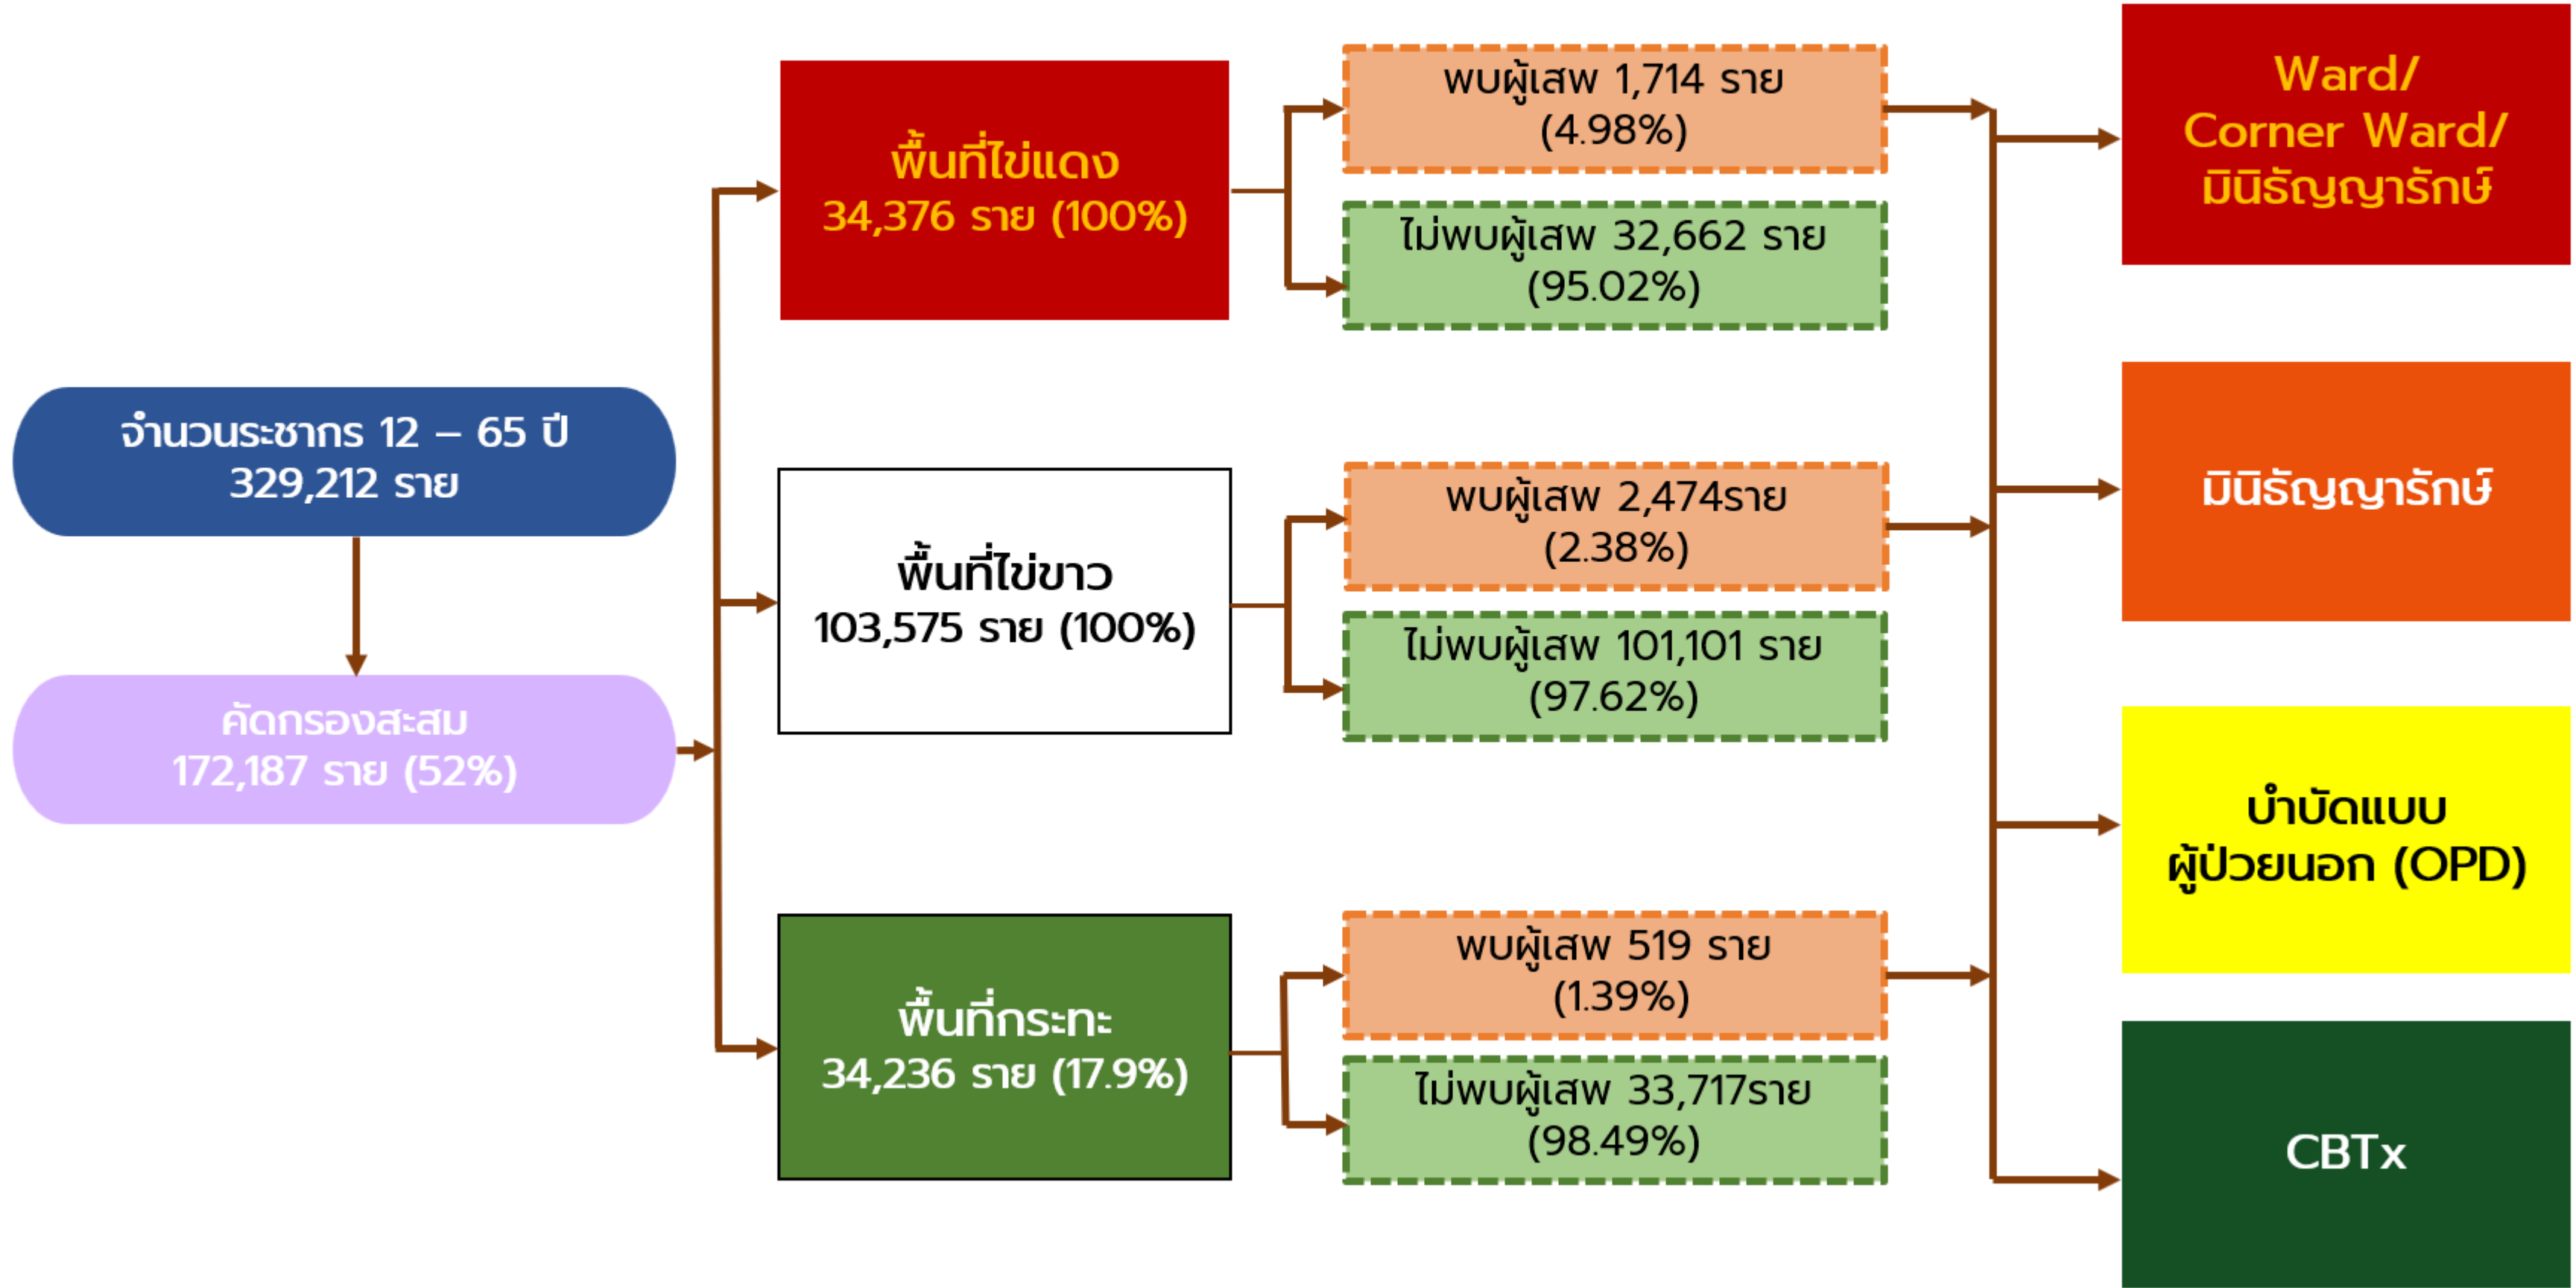 จำนวนระชากร 12 – 65 ปี
329,212 ราย
คัดกรองสะสม
172,187 ราย (52%)
พื้นที่ไข่แดง
34,376 ราย (100%)
พื้นที่ไข่ขาว
103,575 ราย (100%)
พื้นที่กระทะ
34,236 ราย (17.9%)
พบผู้เสพ 1,714 ราย
(4.98%)
ไม่พบผู้เสพ 32,662 ราย
(95.02%)
พบผู้เสพ 2,474ราย
(2.38%)
ไม่พบผู้เสพ 101,101 ราย
(97.62%)
พบผู้เสพ 519 ราย
(1.39%)
ไม่พบผู้เสพ 33,717ราย
(98.49%)
Ward/
Corner Ward/
มินิธัญญารักษ์
มินิธัญญารักษ์
บำบัดแบบ
ผู้ป่วยนอก (OPD)
CBTx